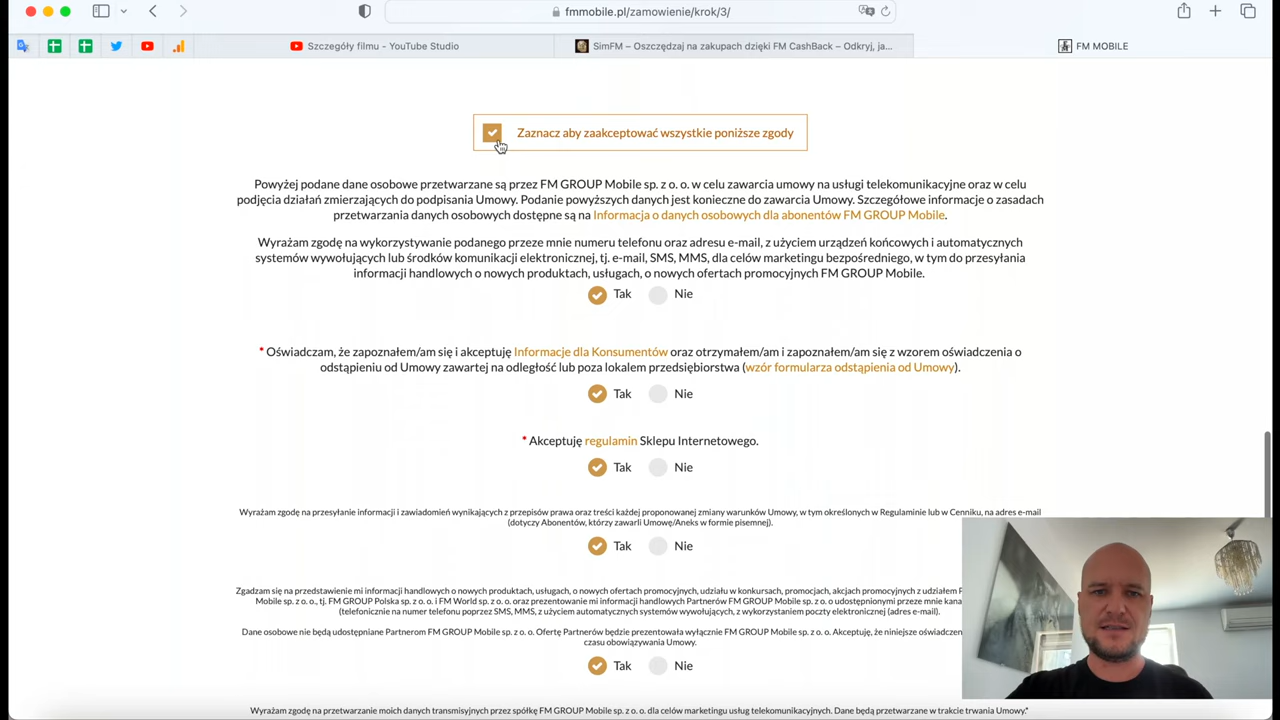 fmmobile.pl/zamowienie/krok/3/
Szczegóły filmu - YouTube Studio
SimFM – Oszczędzaj na zakupach dzięki FM CashBack – Odkryj, ja...
FM MOBILE
Zaznacz aby zaakceptować wszystkie poniższe zgody
Powyżej podane dane osobowe przetwarzane są przez FM GROUP Mobile sp. z o. o. w celu zawarcia umowy na usługi telekomunikacyjne oraz w celu
podjęcia działań zmierzających do podpisania Umowy. Podanie powyższych danych jest konieczne do zawarcia Umowy. Szczegółowe informacje o zasadach
przetwarzania danych osobowych dostępne są na Informacja o danych osobowych dla abonentów FM GROUP Mobile.
Wyrażam zgodę na wykorzystywanie podanego przeze mnie numeru telefonu oraz adresu e-mail, z użyciem urządzeń końcowych i automatycznych
systemów wywołujących lub środków komunikacji elektronicznej, tj. e-mail, SMS, MMS, dla celów marketingu bezpośredniego, w tym do przesyłania
informacji handlowych o nowych produktach, usługach, o nowych ofertach promocyjnych FM GROUP Mobile.
Tak Nie
* Oświadczam, że zapoznałem/am się i akceptuję Informacje dla Konsumentów oraz otrzymałem/am i zapoznałem/am się z wzorem oświadczenia o
odstąpieniu od Umowy zawartej na odległość lub poza lokalem przedsiębiorstwa (wzór formularza odstąpienia od Umowy).
Tak Nie
* Akceptuję regulamin Sklepu Internetowego.
Tak Nie
Wyrażam zgodę na przesyłanie informacji i zawiadomień wynikających z przepisów prawa oraz treści każdej proponowanej zmiany warunków Umowy, w tym określonych w Regulaminie lub w Cenniku, na adres e-mail
(dotyczy Abonentów, którzy zawarli Umowę/Aneks w formie pisemnej).
Tak Nie
Zgadzam się na przedstawienie mi informacji handlowych o nowych produktach, usługach, o nowych ofertach promocyjnych, udziału w konkursach, promocjach, akcjach promocyjnych z udziałem
Mobile sp. z o. o., tj. FM GROUP Polska sp. z o. o. i FM World sp. z o. o. oraz prezentowanie mi informacji handlowych Partnerów FM GROUP Mobile sp. z o. o. udostępnionymi przeze mnie
(telefonicznie na numer telefonu poprzez SMS, MMS, z użyciem automatycznych systemów wywołujących, z wykorzystaniem poczty elektronicznej (adres e-mail).
Dane osobowe nie będą udostępniane Partnerom FM GROUP Mobile sp. z o. o. Ofertę Partnerów będzie prezentowała wyłącznie FM GROUP Mobile sp. z o. o. Akceptuję, że niniejsze
czasu obowiązywania Umowy.
Tak Nie
Wyrażam zgodę na przetwarzanie moich danych transmisyjnych przez spółkę FM GROUP Mobile sp. z o. o. dla celów marketingu usług telekomunikacyjnych. Dane będą przetwarzane w trakcie trwania Umowy.*